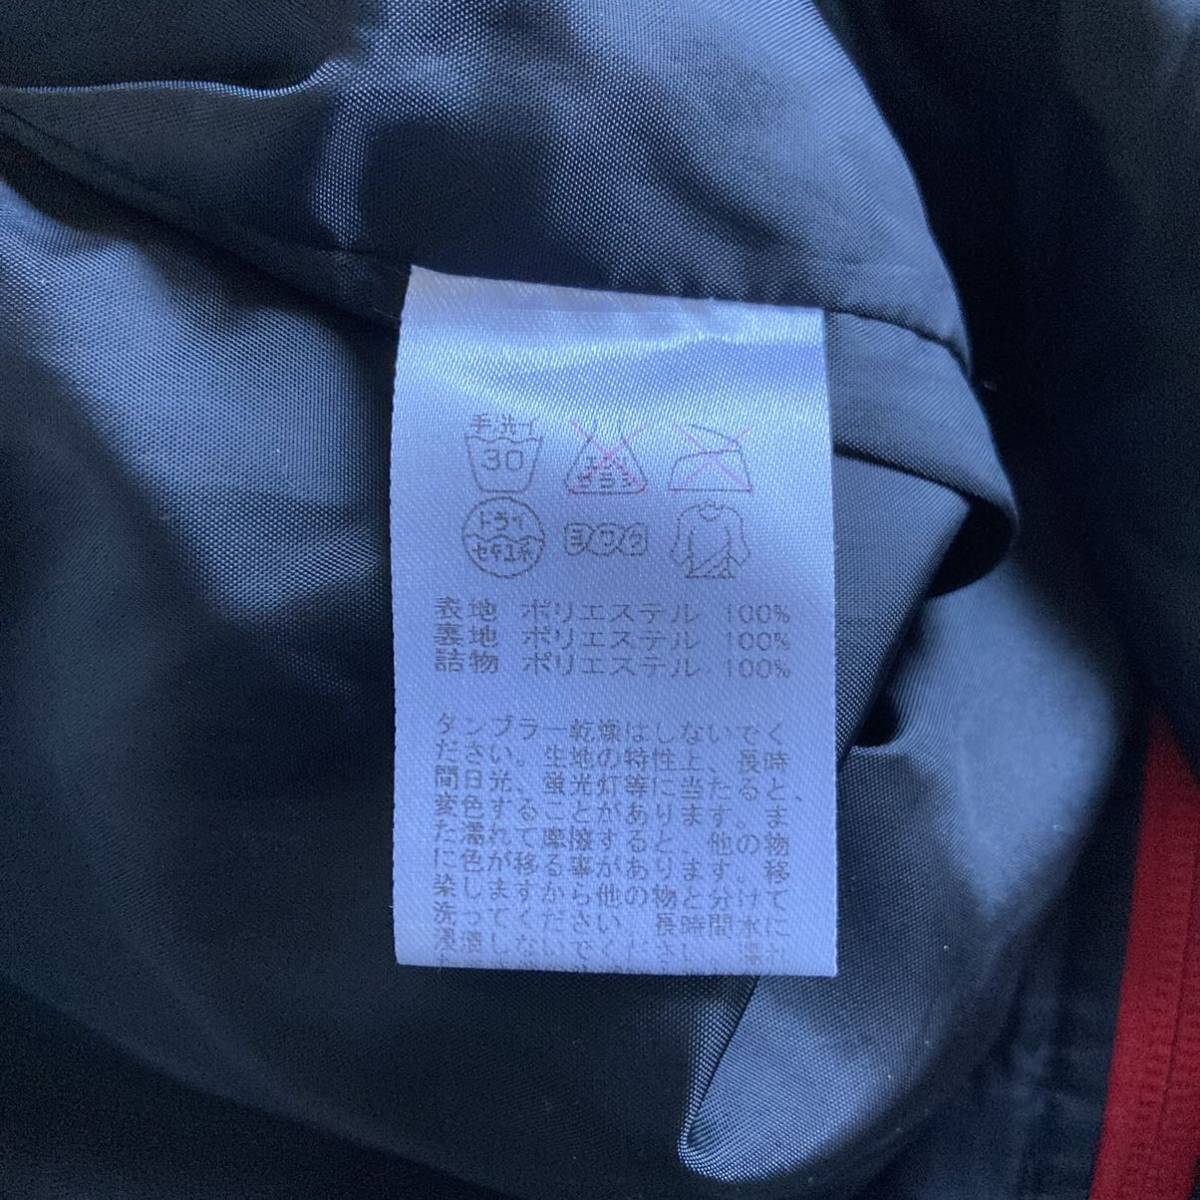 手洗イ
30
エンソ
サラシ
ドライ
セキユ系
ヨワク
表地 ポリエステル 100%
裏地 ポリエステル 100%
詰物 ポリエステル 100%
タンブラー乾燥はしないでく
ださい。生地の特性上、長時
間日光、蛍光灯等に当たると、
変色することがあります。ま
た濡れて摩擦すると、他の物
に色が移る事があります。移
染しますから他の物と分けて
洗ってください。長時間水に
浸漬しないでください。濡れ